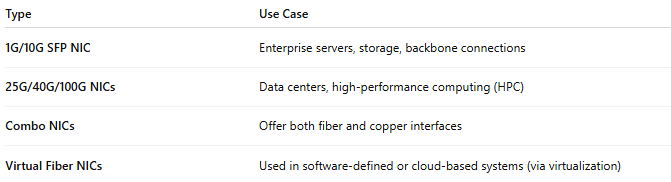 Type Use Case
1G/10G SFP NIC Enterprise servers, storage, backbone connections
25G/40G/100G NICs Data centers, high-performance computing (HPC)
Combo NICs Offer both fiber and copper interfaces
Virtual Fiber NICs Used in software-defined or cloud-based systems (via virtualization)